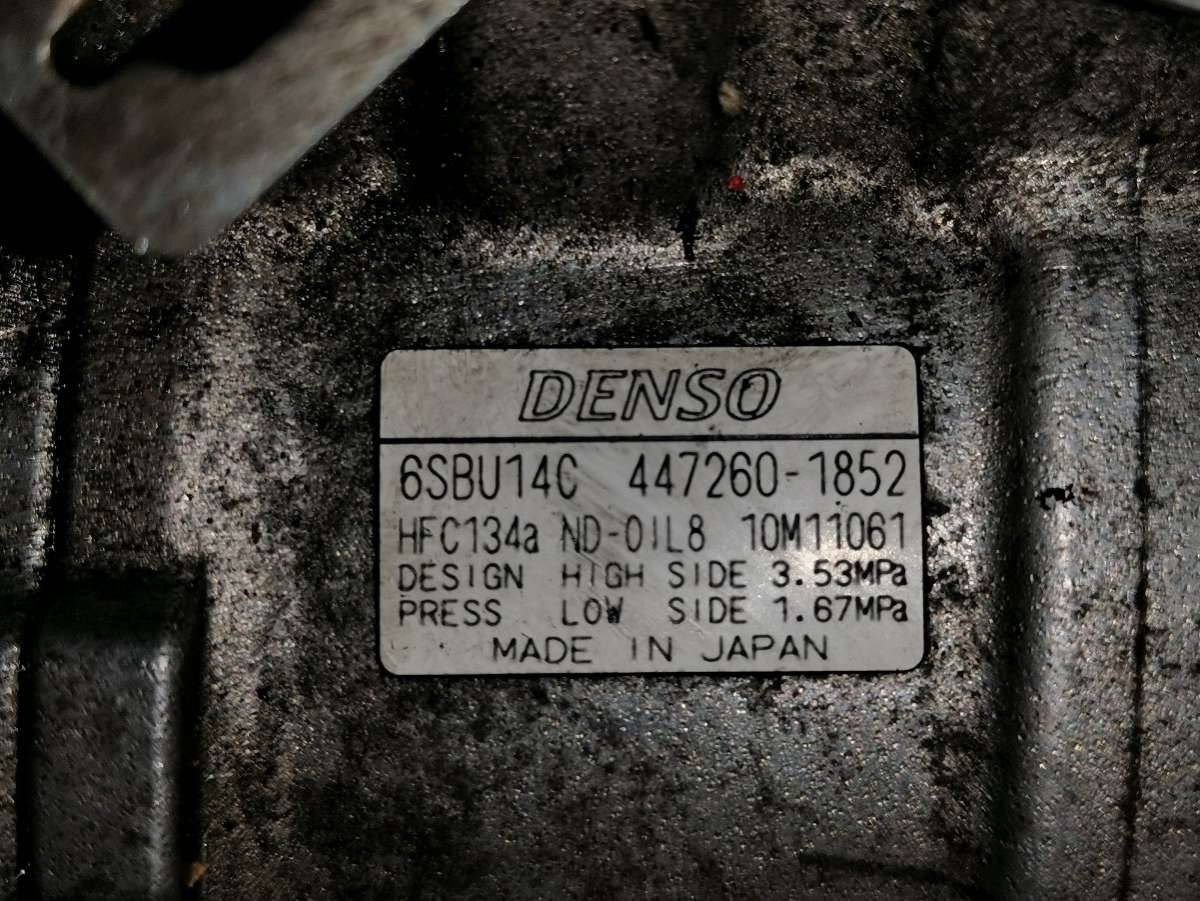 DENSO
6SBU14C 447260-1852
HFC134a ND-OIL8 10M11061
DESIGN HIGH SIDE 3.53MPa
PRESS LOW SIDE 1.67MPa
MADE IN JAPAN